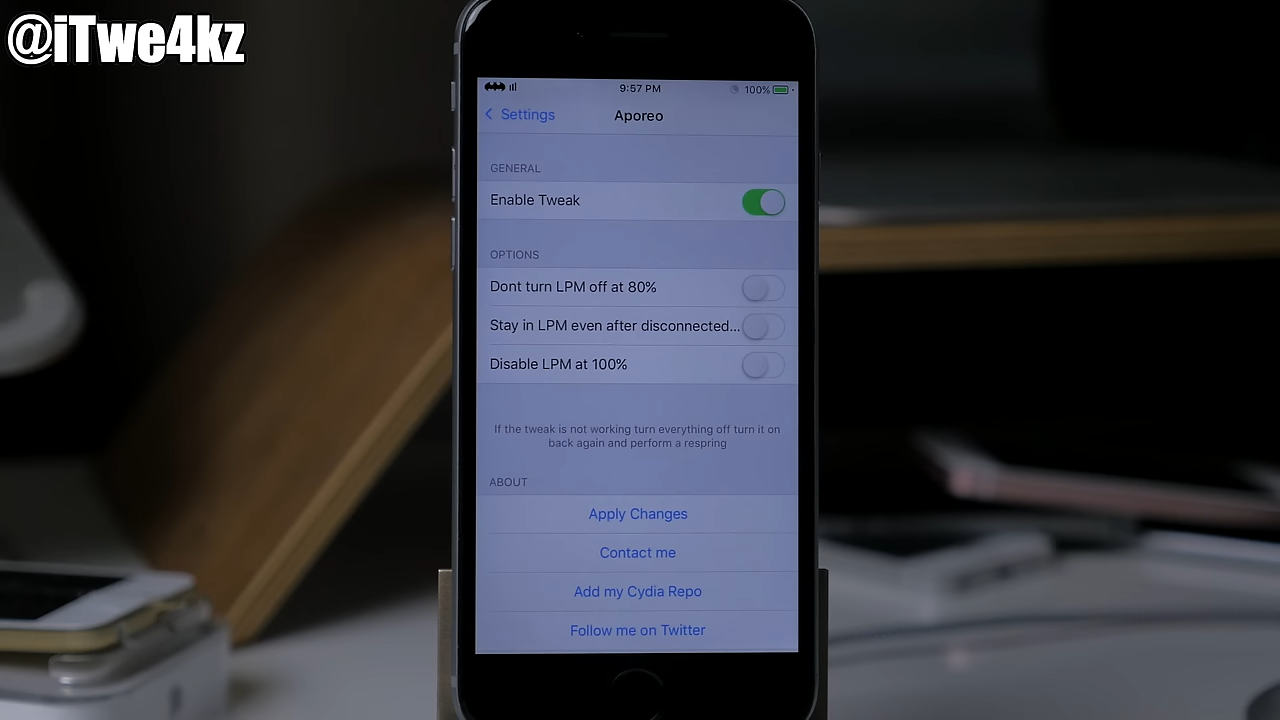 @iTwe4kz
9:57 PM
100%
Settings
Aporeo
GENERAL
Enable Tweak
OPTIONS
Dont turn LPM off at 80%
Stay in LPM even after disconnected...
Disable LPM at 100%
If the tweak is not working turn everything off turn it on
back again and perform a respring
ABOUT
Apply Changes
Contact me
Add my Cydia Repo
Follow me on Twitter